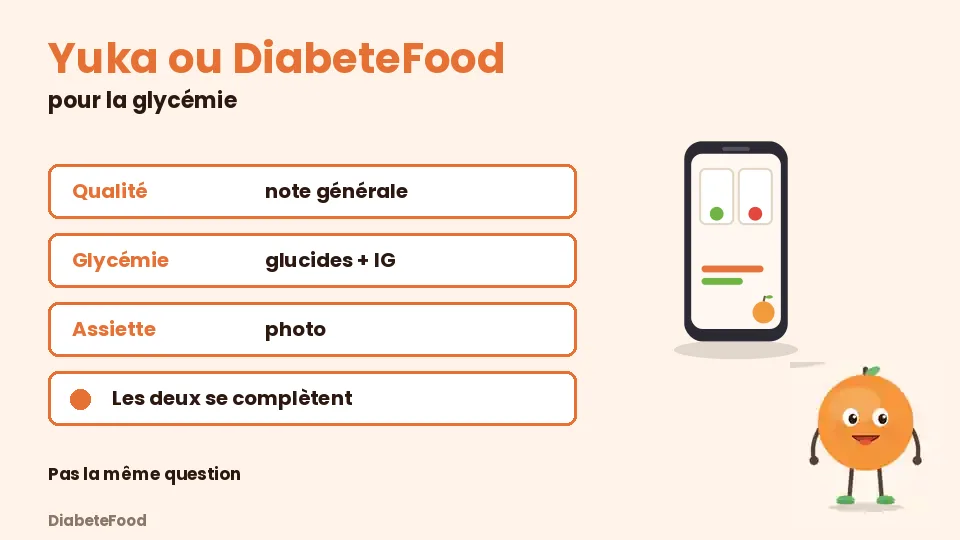 Yuka ou DiabeteFood
pour la glycémie
Qualité note générale
Glycémie glucides + IG
Assiette photo
Les deux se complètent
Pas la même question
DiabeteFood